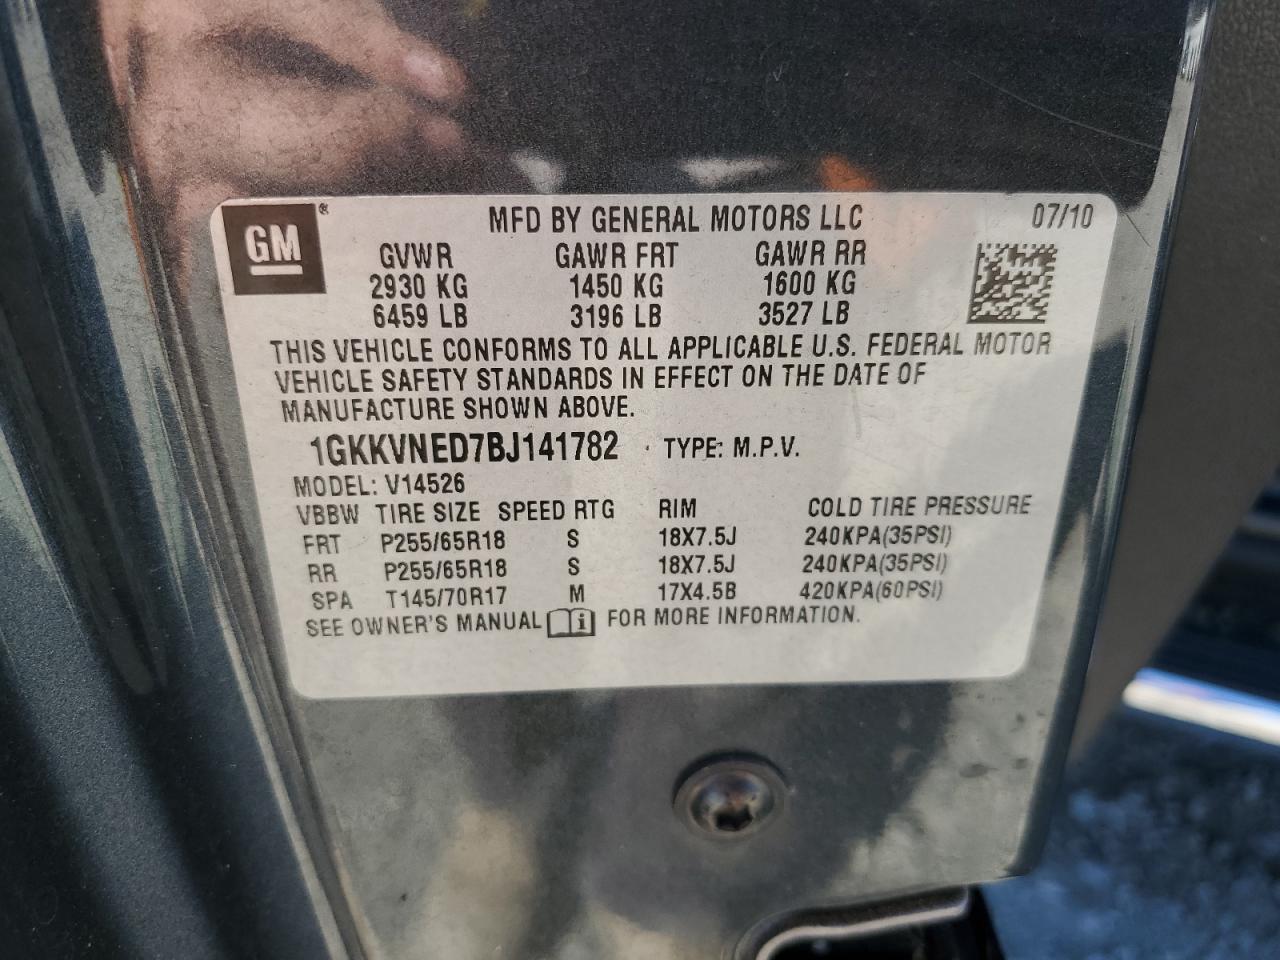 GM®
MFD BY GENERAL MOTORS LLC 07/10
GVWR GAWR FRT GAWR RR
2930 KG 1450 KG 1600 KG
6459 LB 3196 LB 3527 LB
THIS VEHICLE CONFORMS TO ALL APPLICABLE U.S. FEDERAL MOTOR
VEHICLE SAFETY STANDARDS IN EFFECT ON THE DATE OF
MANUFACTURE SHOWN ABOVE.
1GKKVNED7BJ141782 TYPE: M.P.V.
MODEL: V14526
VBBW TIRE SIZE SPEED RTG RIM COLD TIRE PRESSURE
FRT P255/65R18 S 18X7.5J 240KPA(35PSI)
RR P255/65R18 S 18X7.5J 240KPA(35PSI)
SPA T145/70R17 M 17X4.5B 420KPA(60PSI)
SEE OWNER'S MANUAL i FOR MORE INFORMATION.